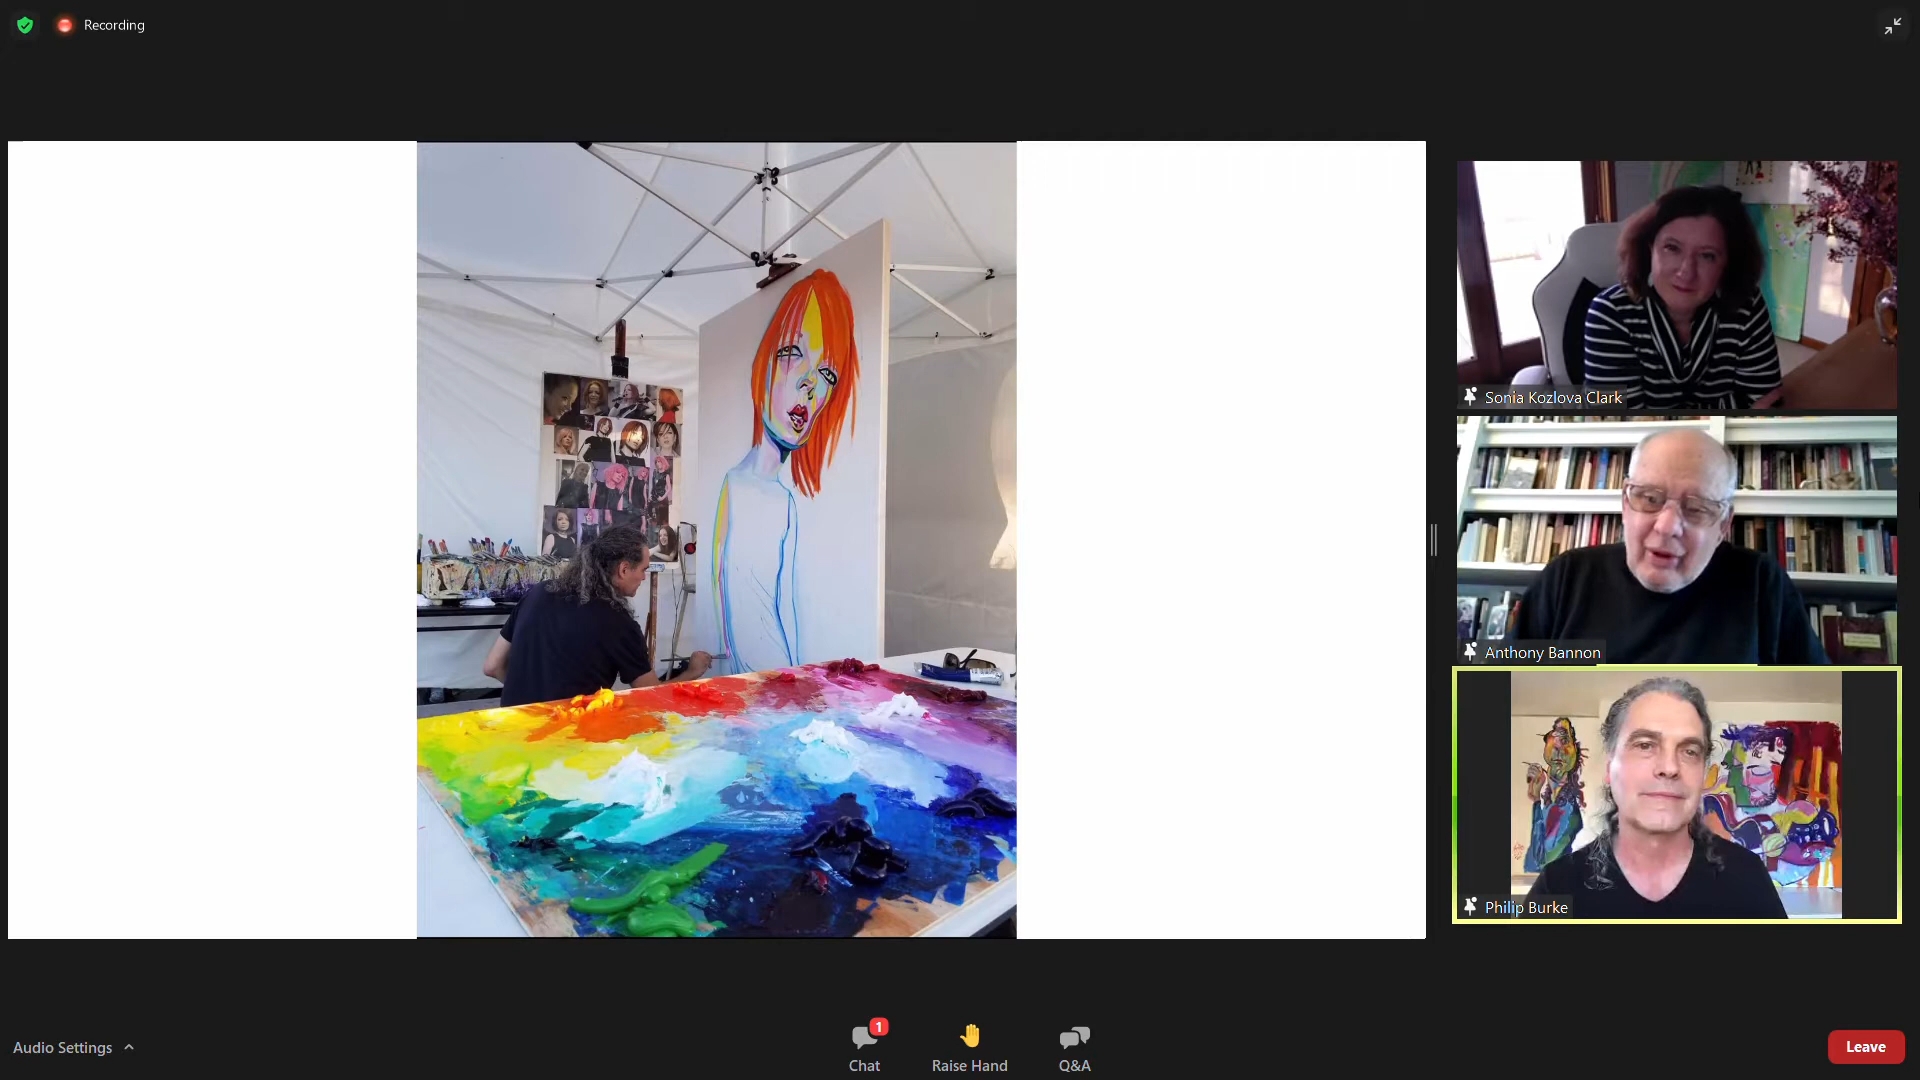 Recording
Sonia Kozlova Clark
Anthony Bannon
Philip Burke
Audio Settings
1
Chat
Raise Hand
Q&A
Leave